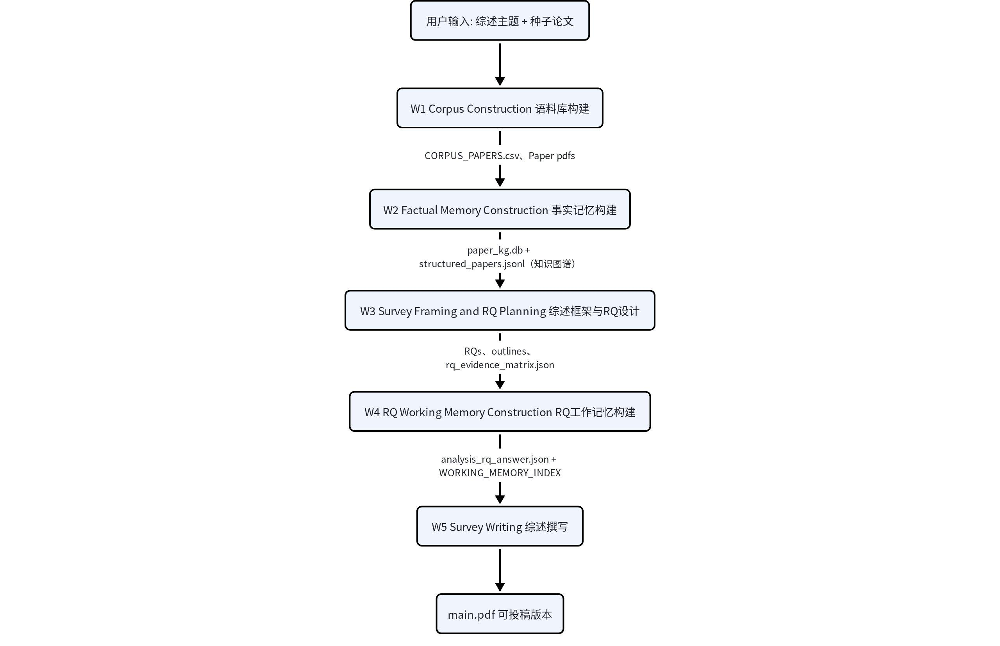 用户输入: 综述主题 + 种子论文
W1 Corpus Construction 语料库构建
CORPUS_PAPERS.csv、Paper pdfs
W2 Factual Memory Construction 事实记忆构建
paper_kg.db +
structured_papers.jsonl（知识图谱）
W3 Survey Framing and RQ Planning 综述框架与RQ设计
RQs、outlines、
rq_evidence_matrix.json
W4 RQ Working Memory Construction RQ工作记忆构建
analysis_rq_answer.json +
WORKING_MEMORY_INDEX
W5 Survey Writing 综述撰写
main.pdf 可投稿版本